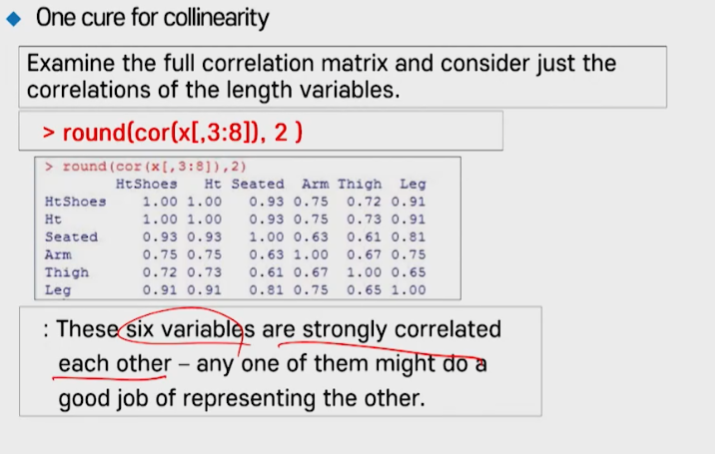 One cure for collinearity
Examine the full correlation matrix and consider just the
correlations of the length variables.
> round(cor(x[,3:8]), 2 )
> round(cor(x[,3:8]),2)
HtShoes Ht Seated Arm Thigh Leg
HtShoes 1.00 1.00 0.93 0.75 0.72 0.91
Ht 1.00 1.00 0.93 0.75 0.73 0.91
Seated 0.93 0.93 1.00 0.63 0.61 0.81
Arm 0.75 0.75 0.63 1.00 0.67 0.75
Thigh 0.72 0.73 0.61 0.67 1.00 0.65
Leg 0.91 0.91 0.81 0.75 0.65 1.00
: These six variables are strongly correlated
each other – any one of them might do a
good job of representing the other.